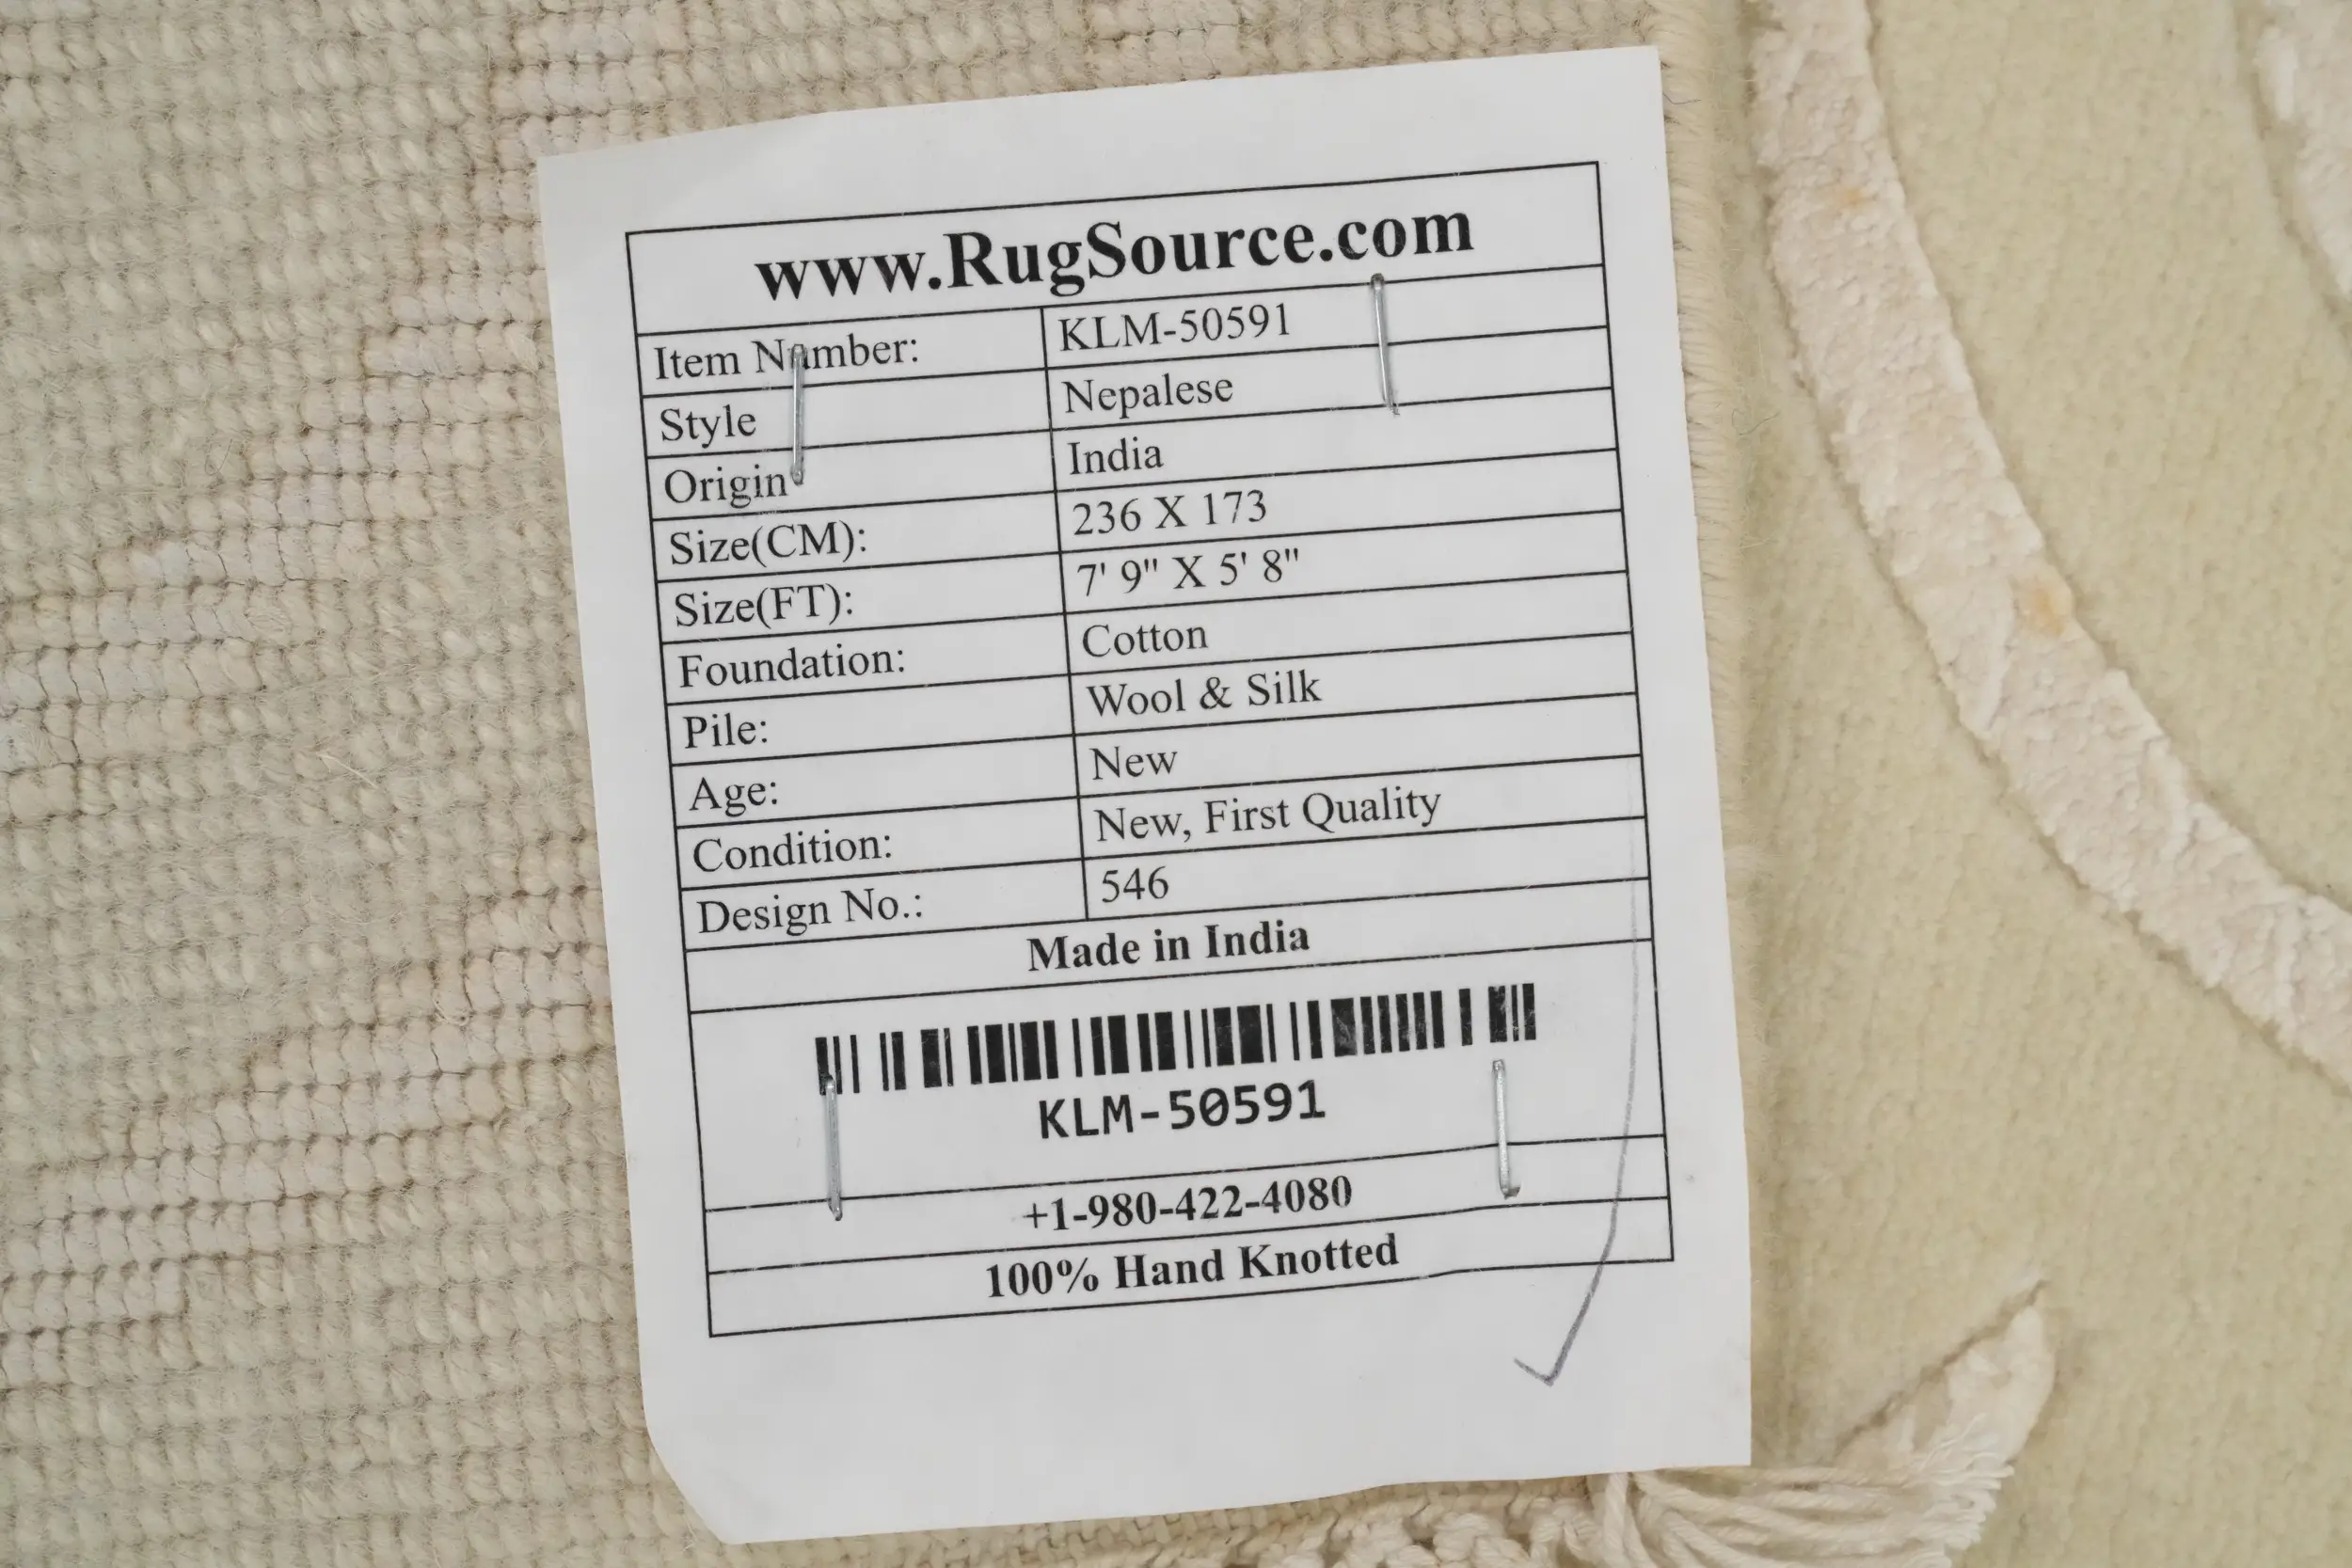 www.RugSource.com
Item Number: KLM-50591
Style Nepalese
Origin India
Size(CM): 236 X 173
Size(FT): 7' 9" X 5' 8"
Foundation: Cotton
Pile: Wool & Silk
Age: New
Condition: New, First Quality
Design No.: 546
Made in India
KLM-50591
+1-980-422-4080
100% Hand Knotted